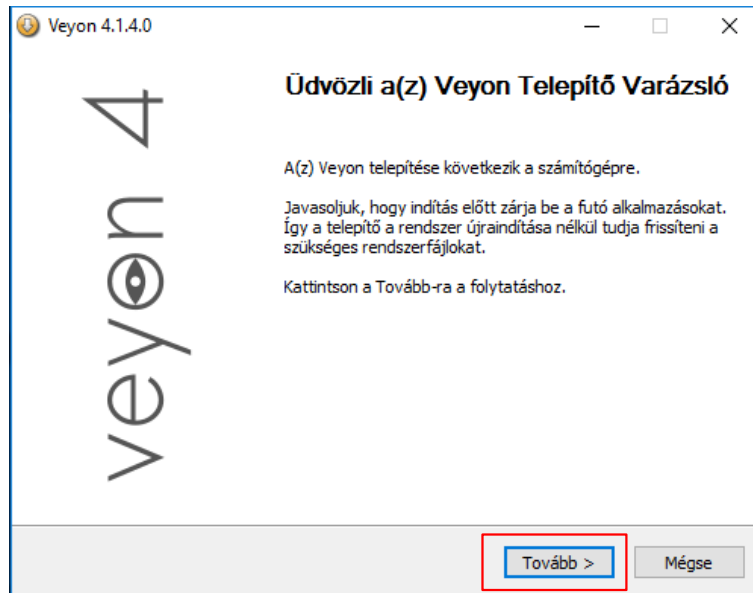 Veyon 4.1.4.0
veyon 4
Üdvözli a(z) Veyon Telepítő Varázsló
A(z) Veyon telepítése következik a számítógépre.
Javasoljuk, hogy indítás előtt zárja be a futó alkalmazásokat.
Így a telepítő a rendszer újraindítása nélkül tudja frissíteni a
szükséges rendszerfájlokat.
Kattintson a Tovább-ra a folytatáshoz.
Tovább >
Mégse